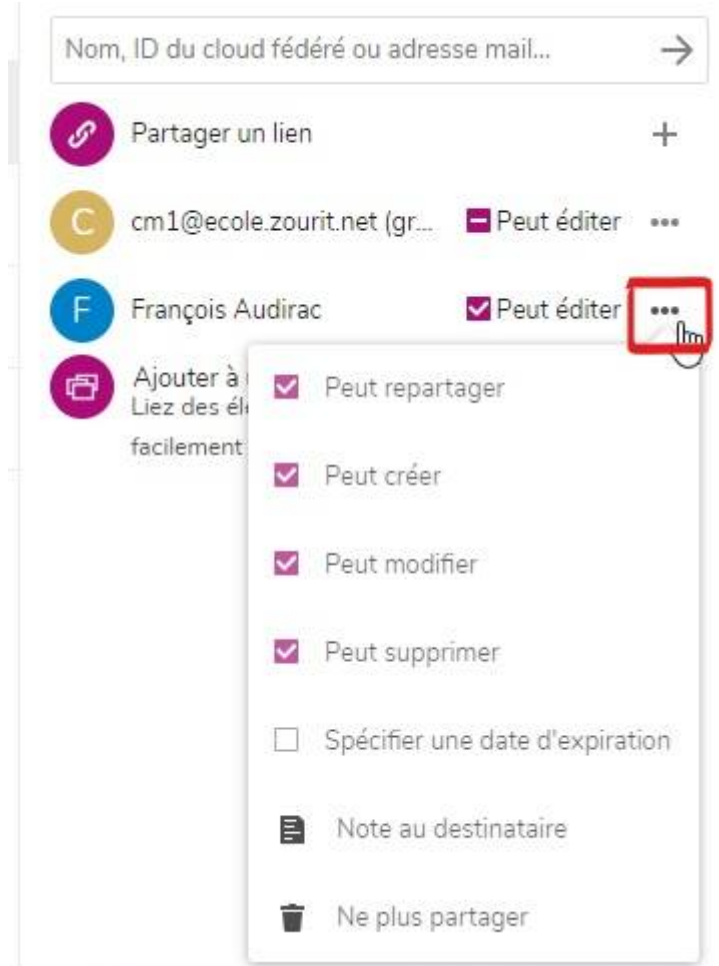 Nom, ID du cloud fédéré ou adresse mail...
Partager un lien
C cm1@ecole.zourit.net (gr... Peut éditer
F François Audirac Peut éditer
Ajouter à
Liez des élé
facilement
Peut repartager
Peut créer
Peut modifier
Peut supprimer
Spécifier une date d'expiration
Note au destinataire
Ne plus partager